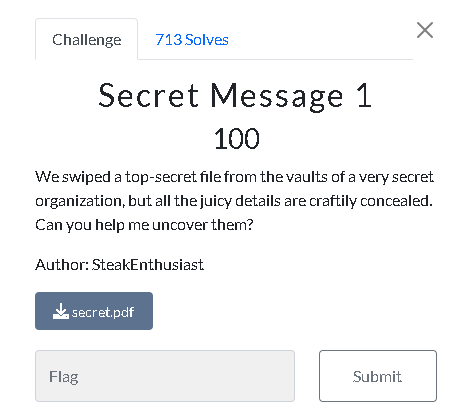 Challenge
713 Solves
Secret Message 1
100
We swiped a top-secret file from the vaults of a very secret
organization, but all the juicy details are craftily concealed.
Can you help me uncover them?
Author: SteakEnthusiast
secret.pdf
Flag
Submit